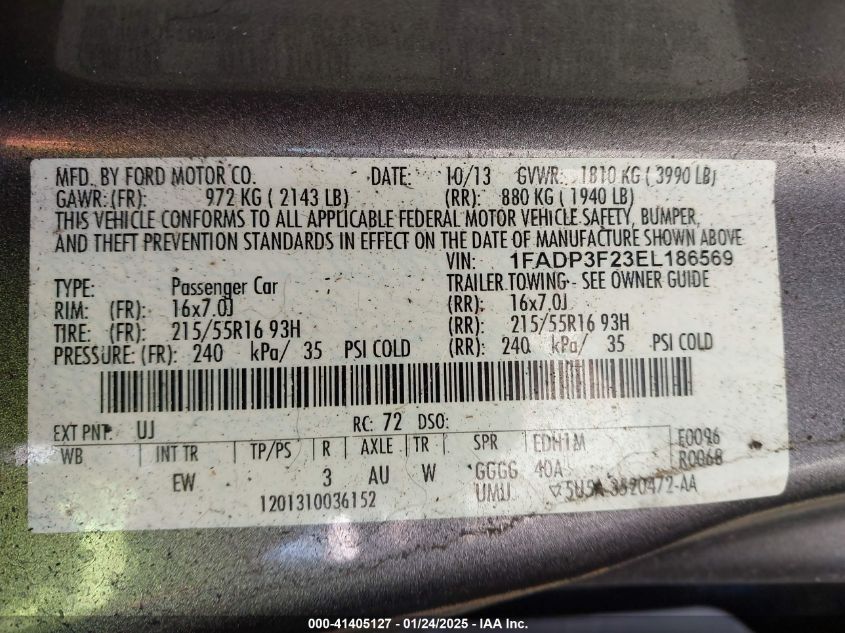 MFD. BY FORD MOTOR CO. DATE: 10/13 GVWR: 1810 KG ( 3990 LB)
GAWR: (FR): 972 KG ( 2143 LB) (RR): 880 KG ( 1940 LB)
THIS VEHICLE CONFORMS TO ALL APPLICABLE FEDERAL MOTOR VEHICLE SAFETY, BUMPER,
AND THEFT PREVENTION STANDARDS IN EFFECT ON THE DATE OF MANUFACTURE SHOWN ABOVE
VIN: 1FADP3F23EL186569
TYPE: Passenger Car TRAILER TOWING - SEE OWNER GUIDE
RIM: (FR): 16x7.0J (RR): 16x7.0J
TIRE: (FR): 215/55R16 93H (RR): 215/55R16 93H
PRESSURE: (FR): 240 kPa/ 35 PSI COLD (RR): 240 kPa/ 35 PSI COLD
EXT PNT: UJ RC: 72 DSO:
WB INT TR TP/PS R AXLE TR SPR EDH1M E0096
EW 3 AU W GGGG 40A R0068
1201310036152 UMU 5U5A-3520472-AA
000-41405127 - 01/24/2025 - IAA Inc.